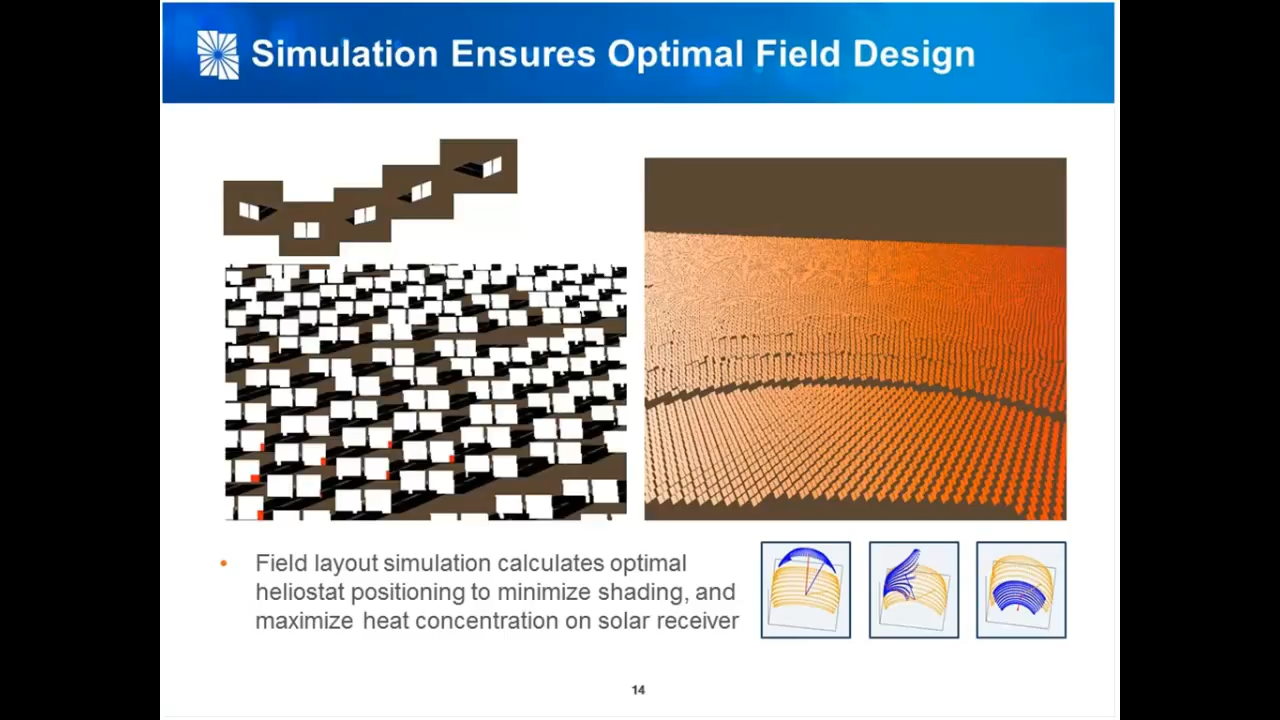 Simulation Ensures Optimal Field Design
• Field layout simulation calculates optimal
heliostat positioning to minimize shading, and
maximize heat concentration on solar receiver
14